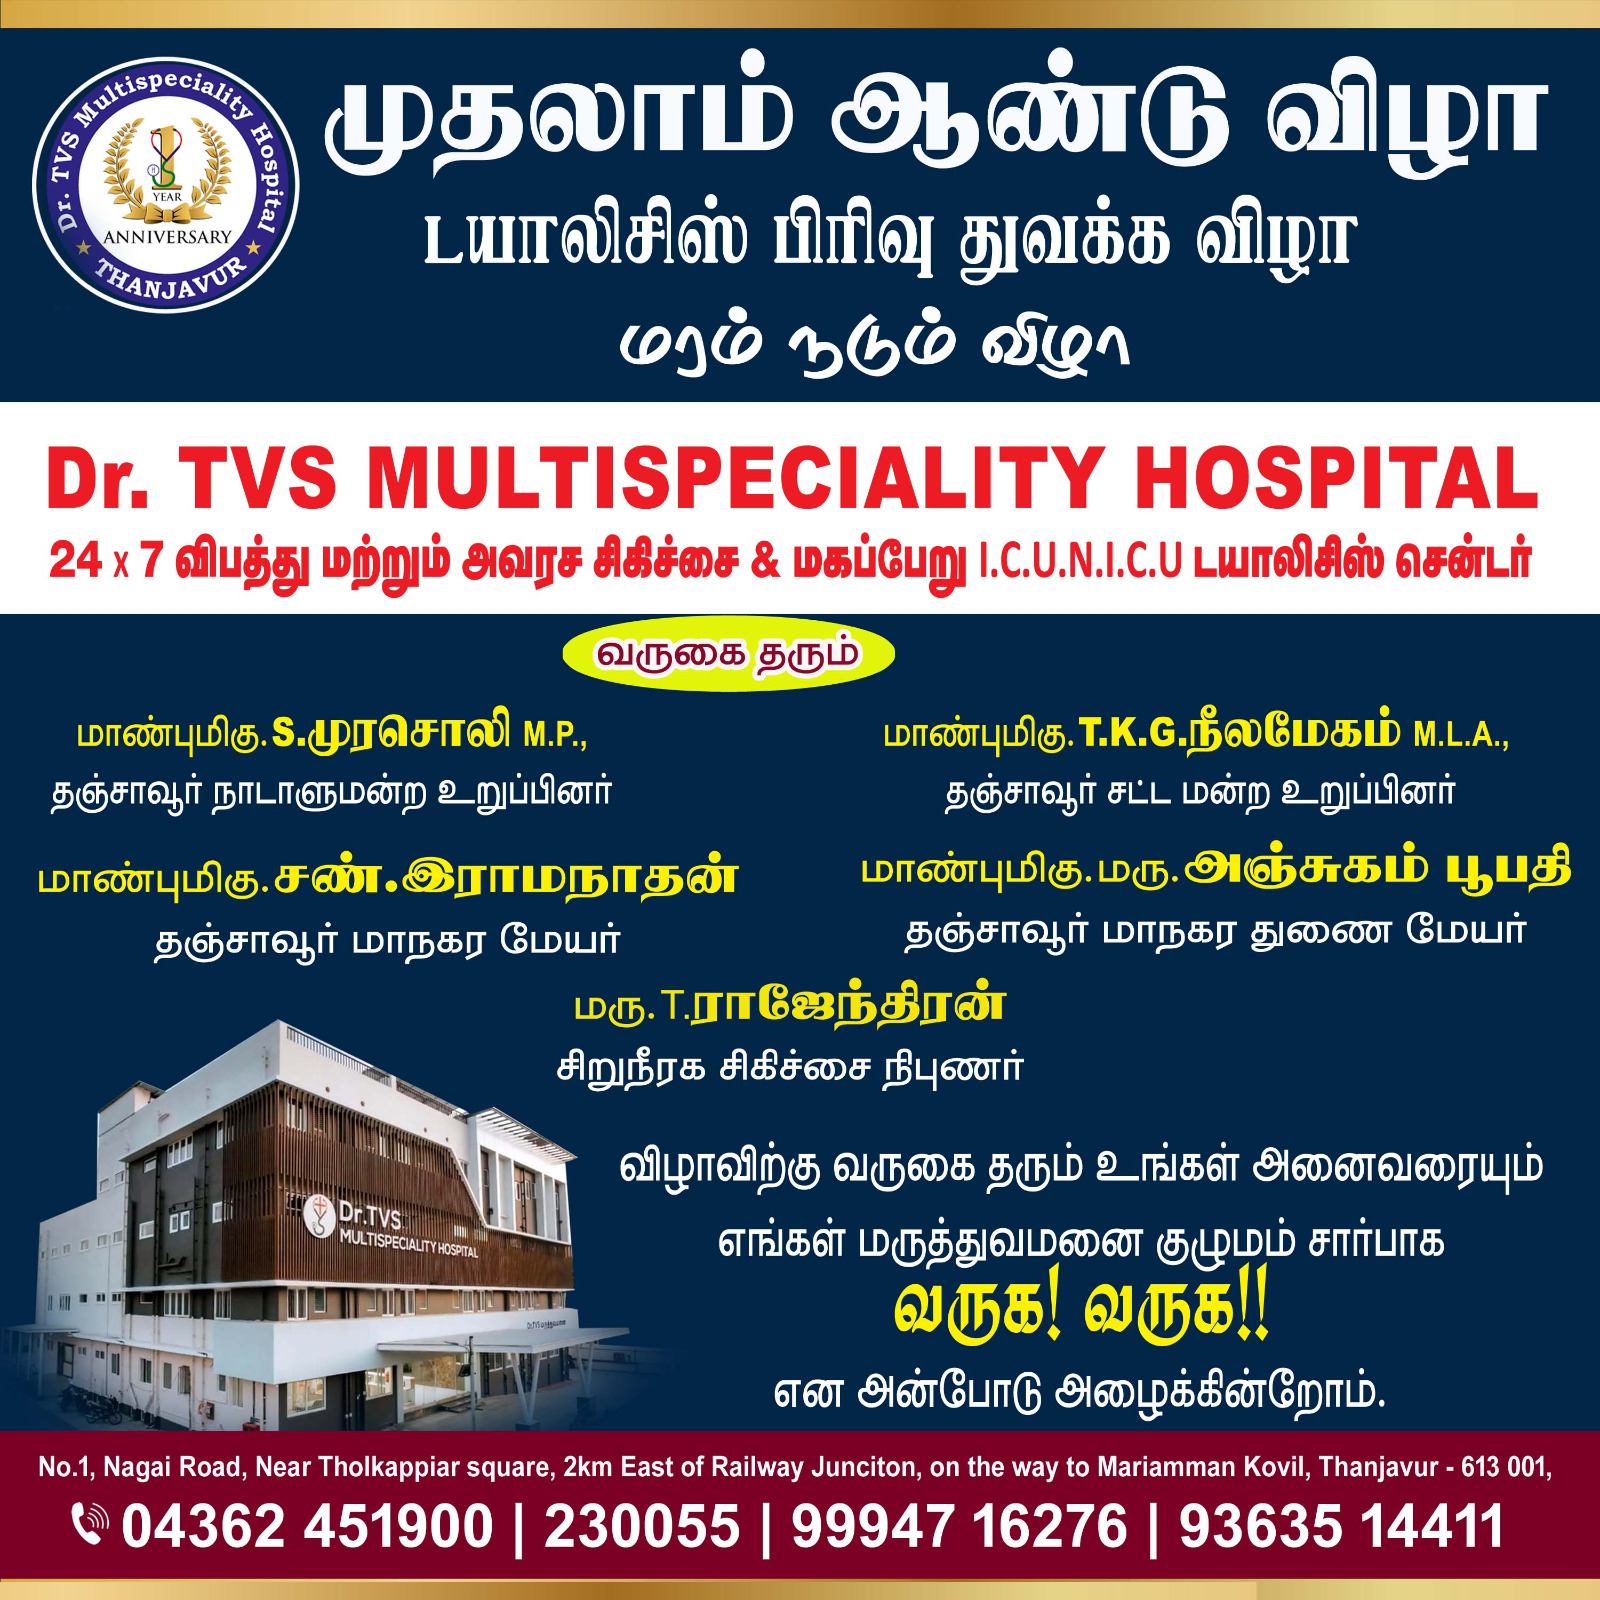 Dr. TVS Multispeciality Hospital
1
YEAR
ANNIVERSARY
THANJAVUR
முதலாம் ஆண்டு விழா
டயாலிசிஸ் பிரிவு துவக்க விழா
மரம் நடும் விழா
Dr. TVS MULTISPECIALITY HOSPITAL
24 x 7 விபத்து மற்றும் அவரச சிகிச்சை & மகப்பேறு I.C.U.N.I.C.U டயாலிசிஸ் சென்டர்
வருகை தரும்
மாண்புமிகு.S.முரசொலி M.P.,
தஞ்சாவூர் நாடாளுமன்ற உறுப்பினர்
மாண்புமிகு.T.K.G.நீலமேகம் M.L.A.,
தஞ்சாவூர் சட்ட மன்ற உறுப்பினர்
மாண்புமிகு.சண்.இராமநாதன்
தஞ்சாவூர் மாநகர மேயர்
மாண்புமிகு.மரு.அஞ்சுகம் பூபதி
தஞ்சாவூர் மாநகர துணை மேயர்
மரு.T.ராஜேந்திரன்
சிறுநீரக சிகிச்சை நிபுணர்
Dr.TVS
MULTISPECIALITY HOSPITAL
விழாவிற்கு வருகை தரும் உங்கள் அனைவரையும்
எங்கள் மருத்துவமனை குழுமம் சார்பாக
வருக! வருக!!
என அன்போடு அழைக்கின்றோம்.
No.1, Nagai Road, Near Tholkappiar square, 2km East of Railway Junciton, on the way to Mariamman Kovil, Thanjavur - 613 001,
04362 451900 | 230055 | 99947 16276 | 93635 14411